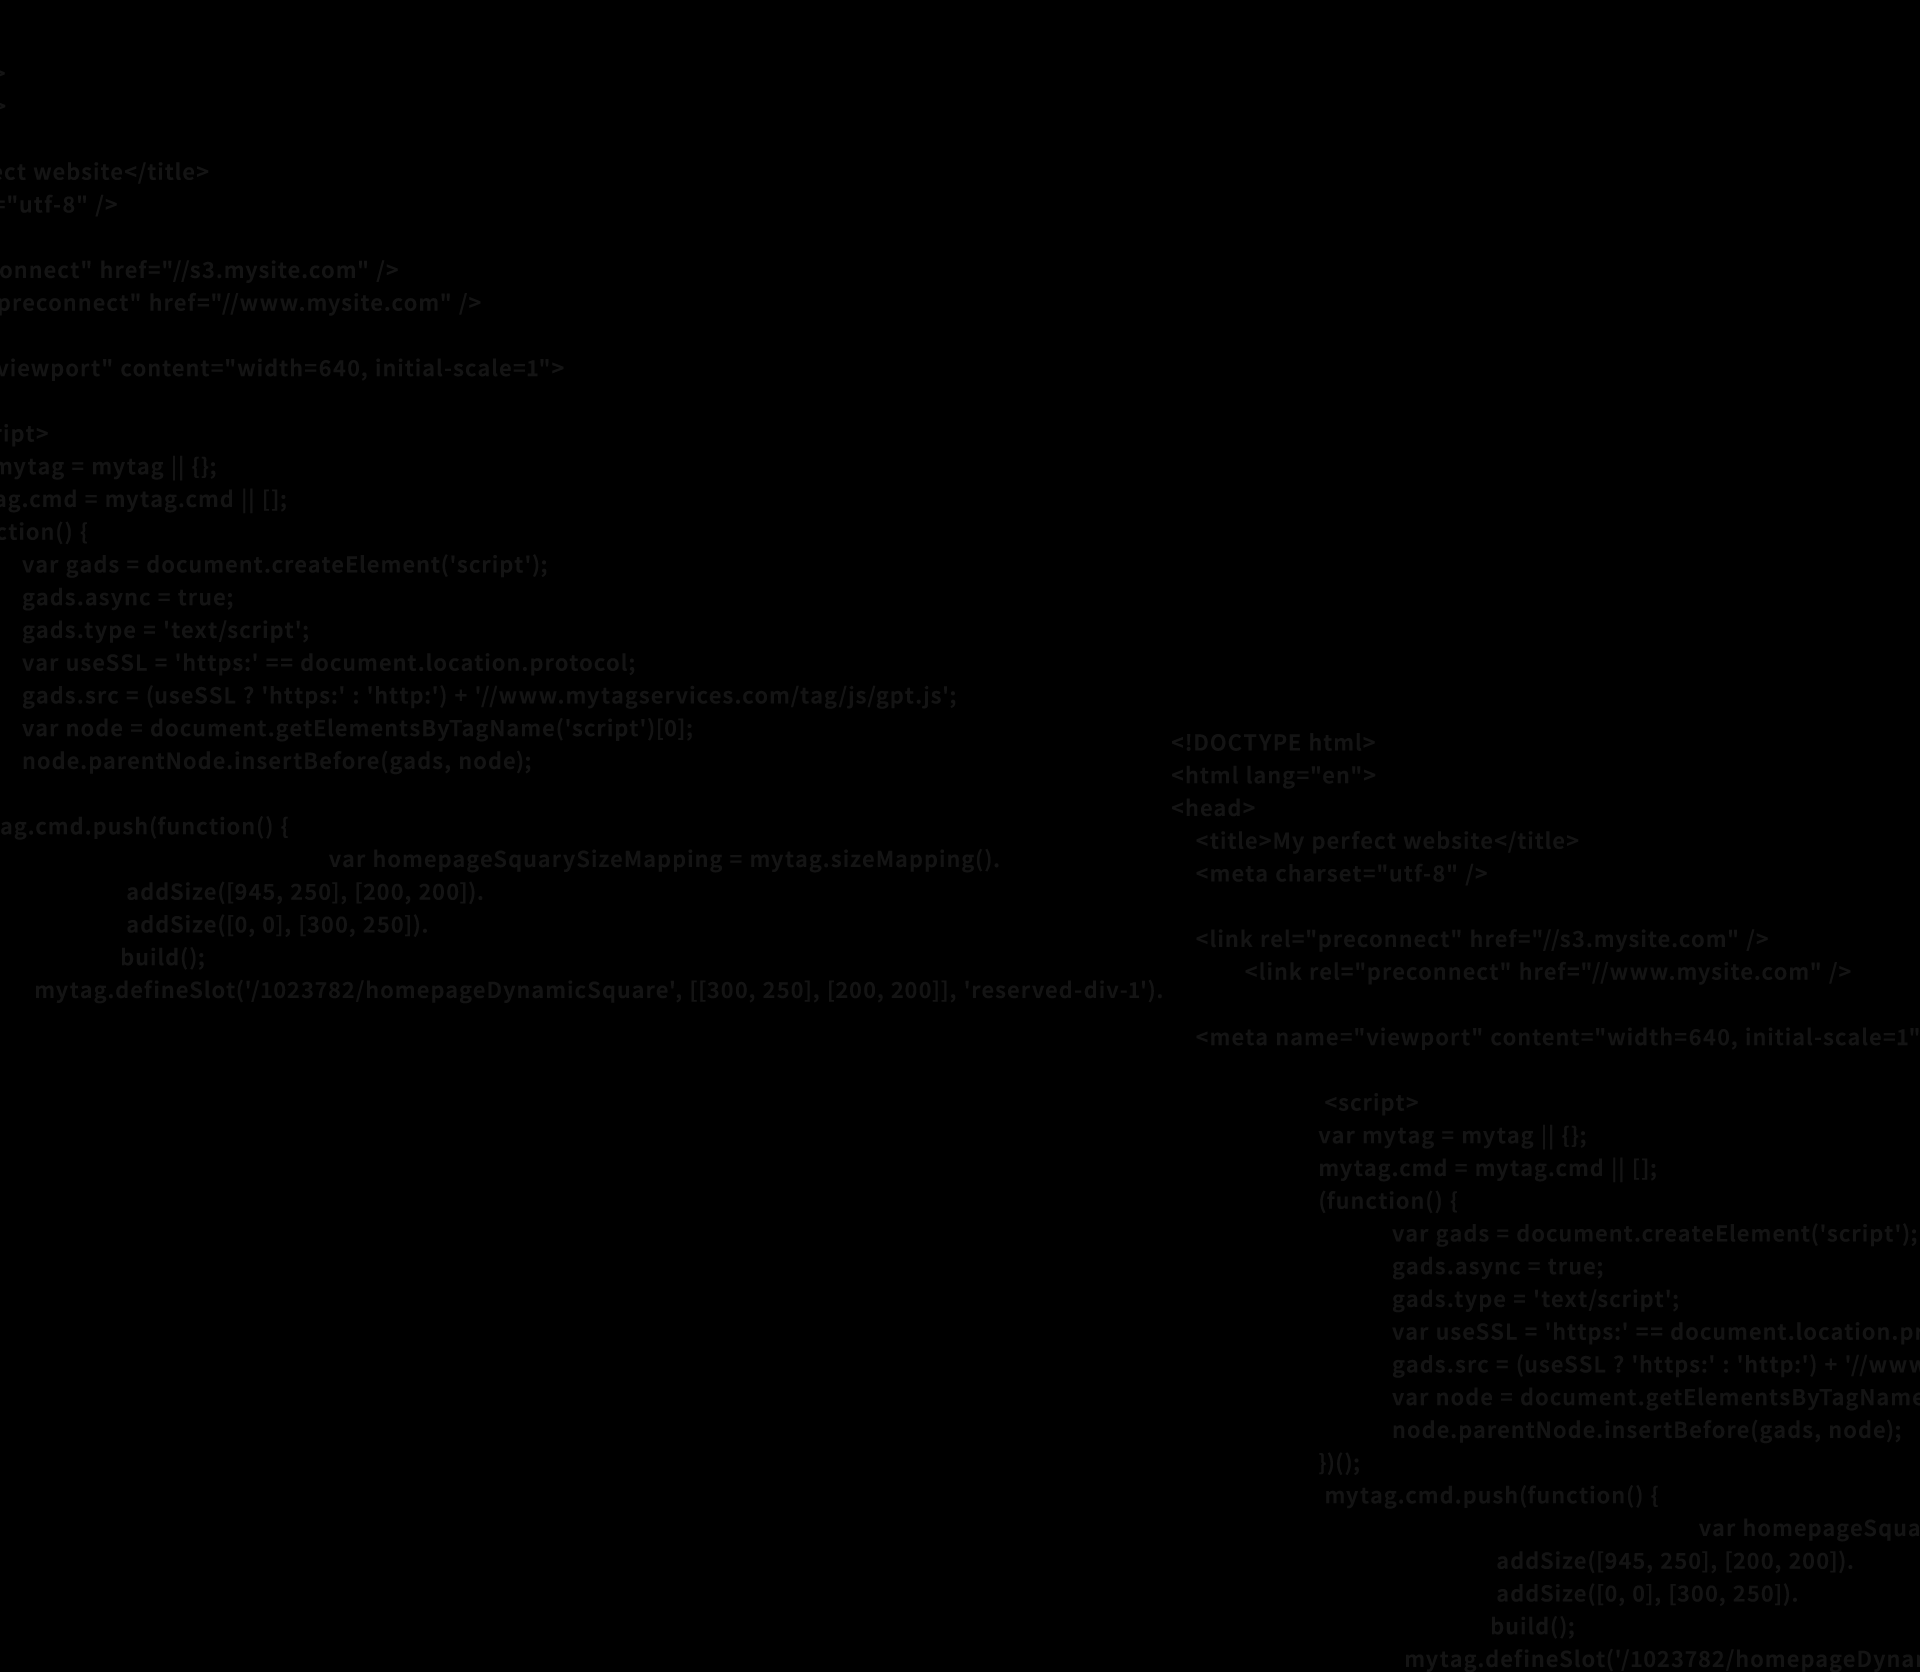 >
>
ect website</title>
="utf-8" />
onnect" href="//s3.mysite.com" />
preconnect" href="//www.mysite.com" />
viewport" content="width=640, initial-scale=1">
ript>
mytag = mytag || {};
ag.cmd = mytag.cmd || [];
ction() {
var gads = document.createElement('script');
gads.async = true;
gads.type = 'text/script';
var useSSL = 'https:' == document.location.protocol;
gads.src = (useSSL ? 'https:' : 'http:') + '//www.mytagservices.com/tag/js/gpt.js';
var node = document.getElementsByTagName('script')[0];
node.parentNode.insertBefore(gads, node);
ag.cmd.push(function() {
var homepageSquarySizeMapping = mytag.sizeMapping().
addSize([945, 250], [200, 200]).
addSize([0, 0], [300, 250]).
build();
mytag.defineSlot('/1023782/homepageDynamicSquare', [[300, 250], [200, 200]], 'reserved-div-1').
<!DOCTYPE html>
<html lang="en">
<head>
<title>My perfect website</title>
<meta charset="utf-8" />
<link rel="preconnect" href="//s3.mysite.com" />
<link rel="preconnect" href="//www.mysite.com" />
<meta name="viewport" content="width=640, initial-scale=1"
<script>
var mytag = mytag || {};
mytag.cmd = mytag.cmd || [];
(function() {
var gads = document.createElement('script');
gads.async = true;
gads.type = 'text/script';
var useSSL = 'https:' == document.location.pr
gads.src = (useSSL ? 'https:' : 'http:') + '//www
var node = document.getElementsByTagName
node.parentNode.insertBefore(gads, node);
})();
mytag.cmd.push(function() {
var homepageSqua
addSize([945, 250], [200, 200]).
addSize([0, 0], [300, 250]).
build();
mytag.defineSlot('/1023782/homepageDynan